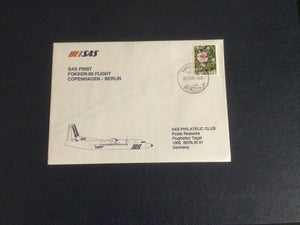 SAS
SAS FIRST
FOKKER-50 FLIGHT
COPENHAGEN - BERLIN
SAS PHILATELIC CLUB
Poste Restante
Flughafen Tegel
1000 BERLIN 51
Germany